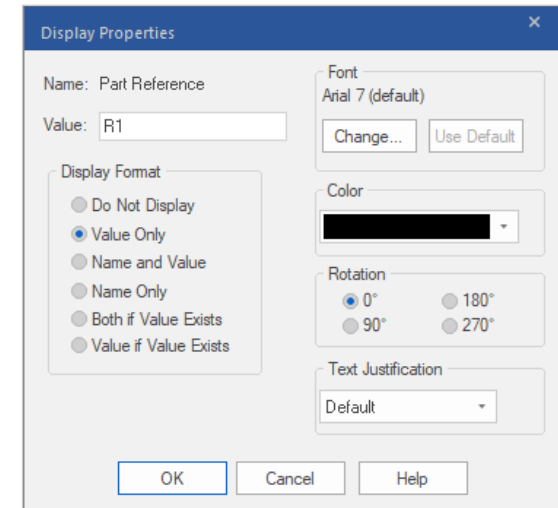 Display Properties
Name: Part Reference
Value: R1
Display Format
Do Not Display
Value Only
Name and Value
Name Only
Both if Value Exists
Value if Value Exists
Font
Arial 7 (default)
Change... Use Default
Color
Rotation
0° 180°
90° 270°
Text Justification
Default
OK Cancel Help